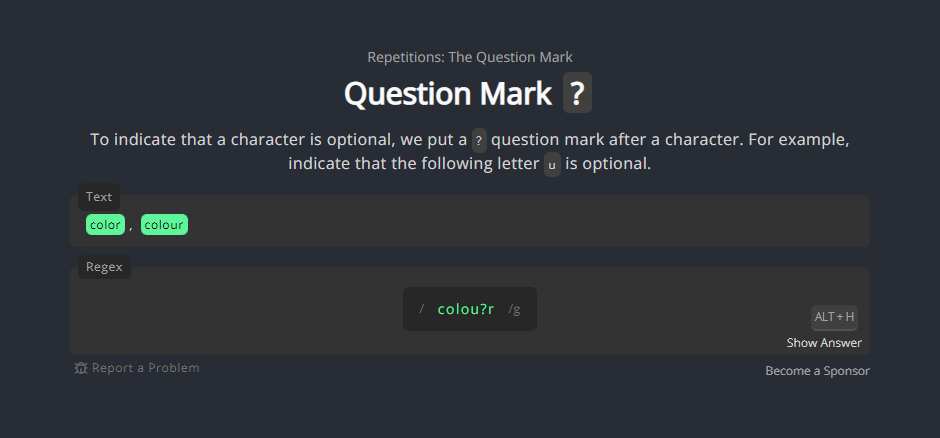 Repetitions: The Question Mark
Question Mark ?
To indicate that a character is optional, we put a ? question mark after a character. For example,
indicate that the following letter u is optional.
Text
color, colour
Regex
/ colou?r /g
ALT + H
Show Answer
Report a Problem
Become a Sponsor